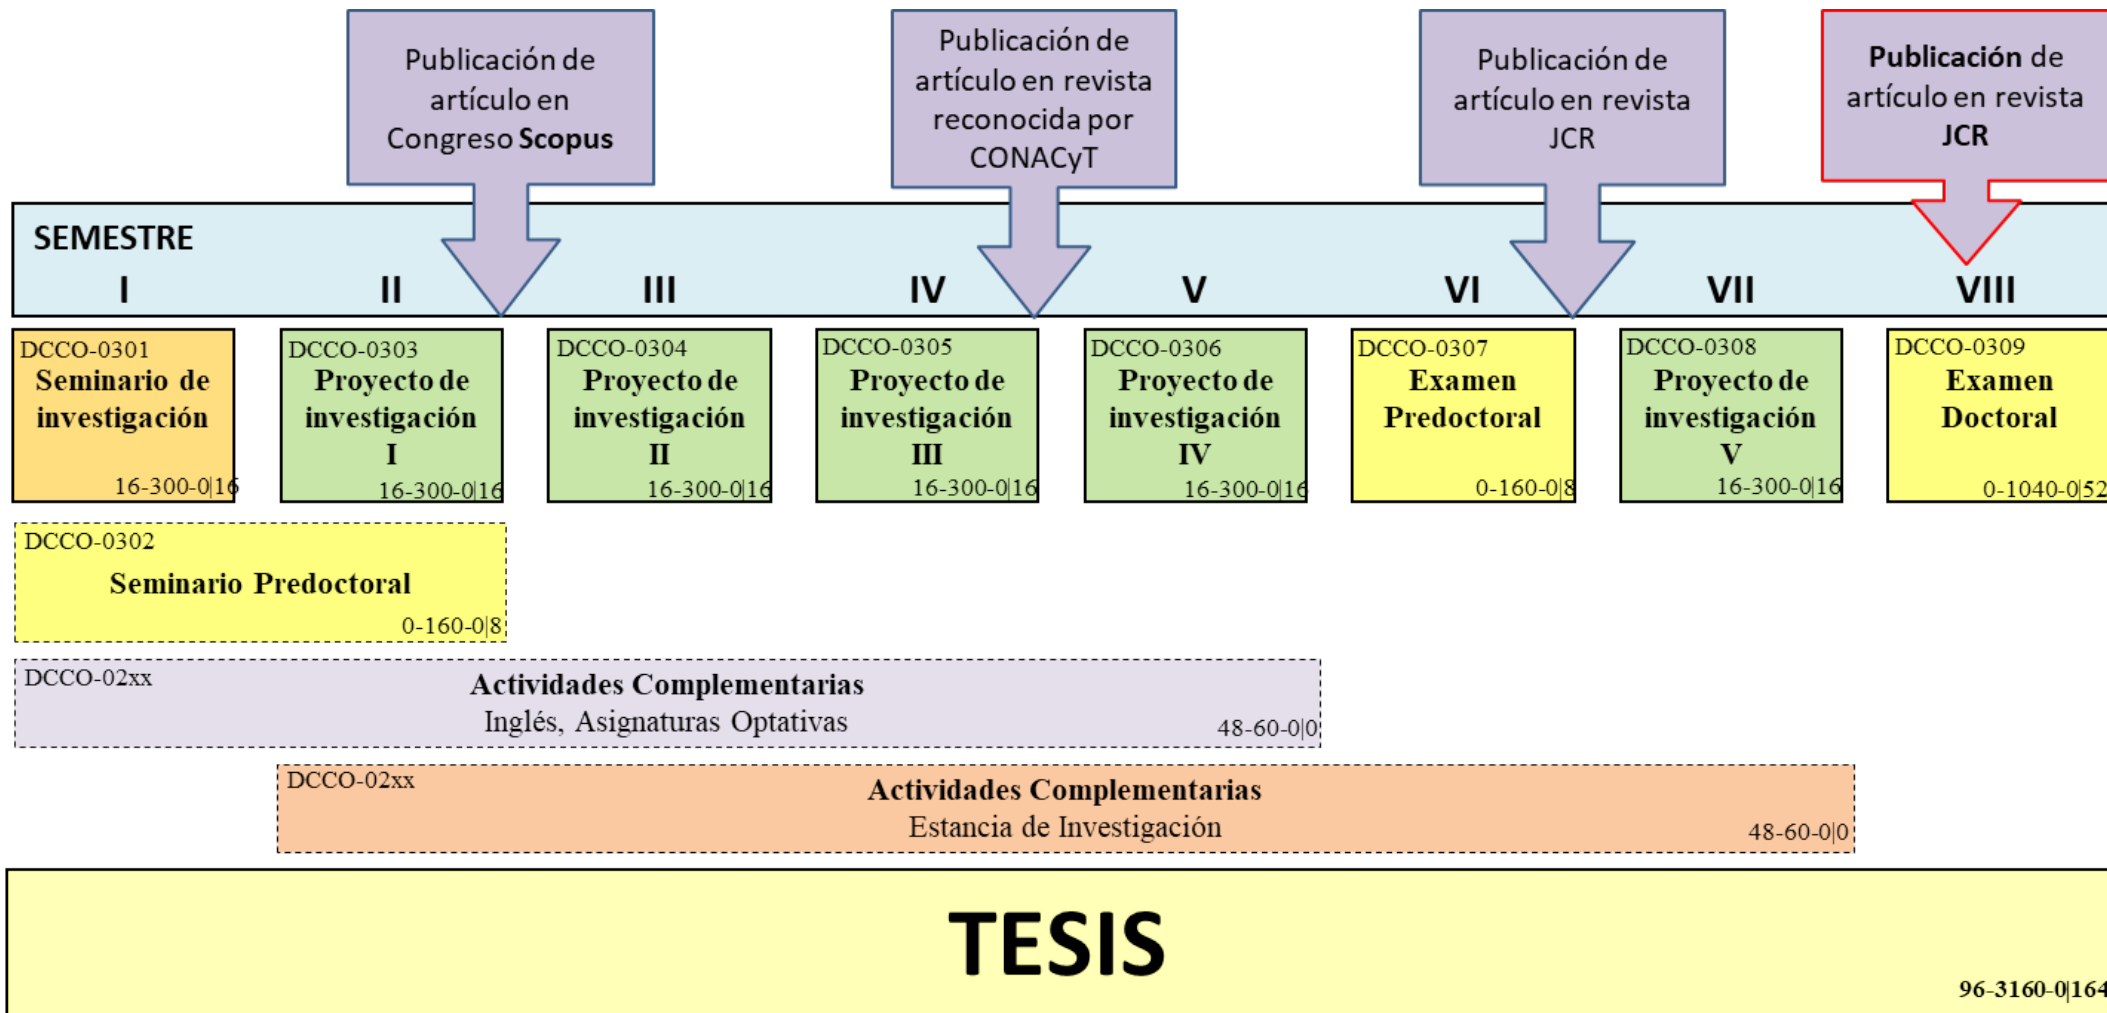 Publicación de
artículo en
Congreso Scopus
Publicación de
artículo en revista
reconocida por
CONACyT
Publicación de
artículo en revista
JCR
Publicación de
artículo en revista
JCR
SEMESTRE
I II III IV V VI VII VIII
DCCO-0301
Seminario de
investigación
16-300-0|16
DCCO-0303
Proyecto de
investigación
I
16-300-0|16
DCCO-0304
Proyecto de
investigación
II
16-300-0|16
DCCO-0305
Proyecto de
investigación
III
16-300-0|16
DCCO-0306
Proyecto de
investigación
IV
16-300-0|16
DCCO-0307
Examen
Predoctoral
0-160-0|8
DCCO-0308
Proyecto de
investigación
V
16-300-0|16
DCCO-0309
Examen
Doctoral
0-1040-0|52
DCCO-0302
Seminario Predoctoral
0-160-0|8
DCCO-02xx
Actividades Complementarias
Inglés, Asignaturas Optativas
48-60-0|0
DCCO-02xx
Actividades Complementarias
Estancia de Investigación
48-60-0|0
TESIS
96-3160-0|164